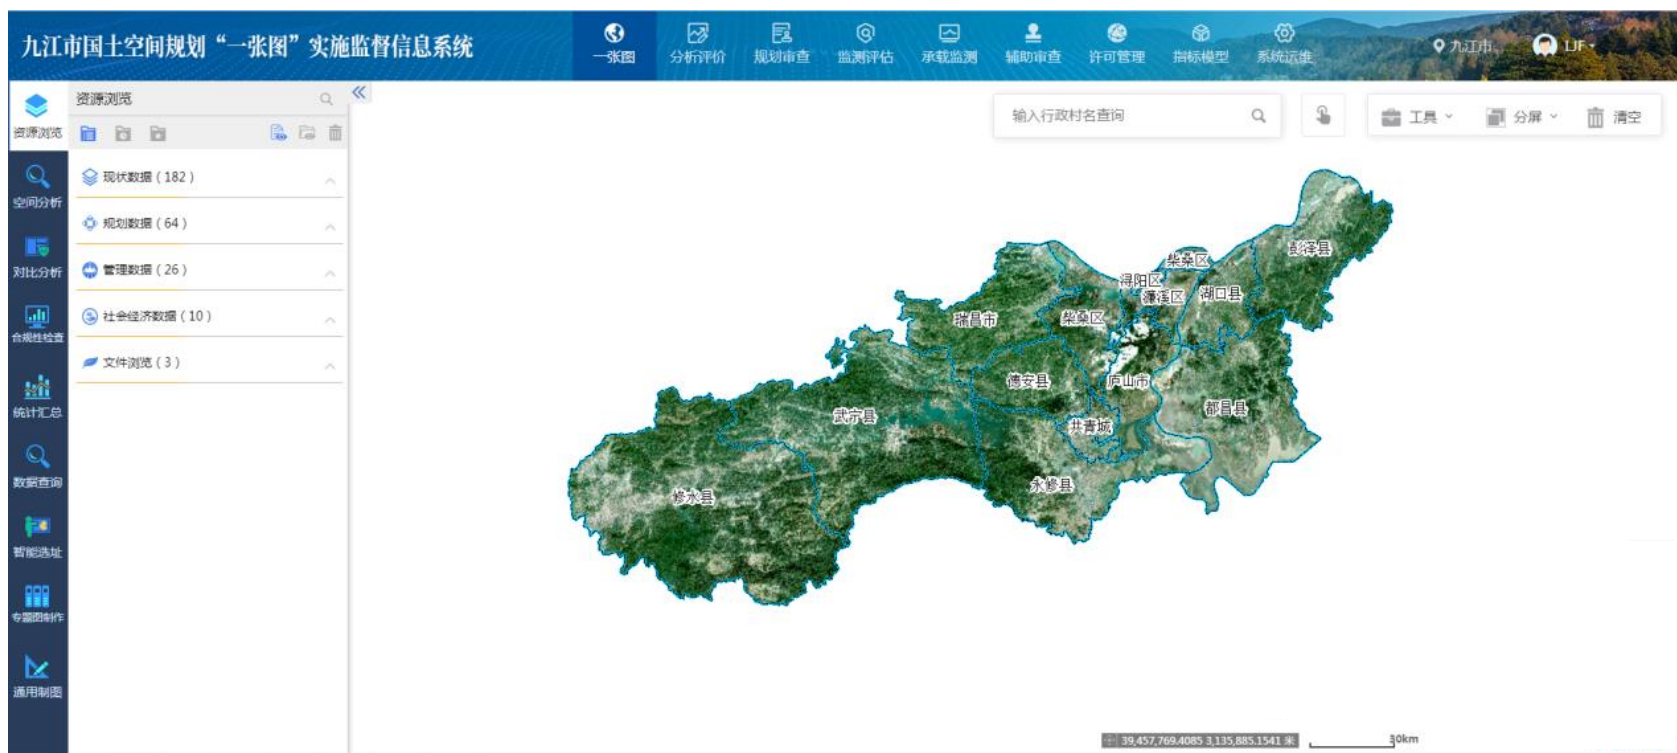 九江市国土空间规划“一张图”实施监督信息系统
一张图
分析评价
规划审查
监测评估
承载监测
辅助审查
许可管理
指标模型
系统运维
九江市
LJF
资源浏览
空间分析
对比分析
合规性检查
统计汇总
数据查询
智能选址
专题图制作
通用制图
资源浏览
现状数据(182)
规划数据(64)
管理数据(26)
社会经济数据(10)
文件浏览(3)
输入行政村名查询
工具
分屏
清空
彭泽县
柴桑区
浔阳区
濂溪区
湖口县
瑞昌市
柴桑区
德安县
庐山市
都昌县
武宁县
共青城
永修县
修水县
39,457,769.4085 3,135,885.1541 米
30km